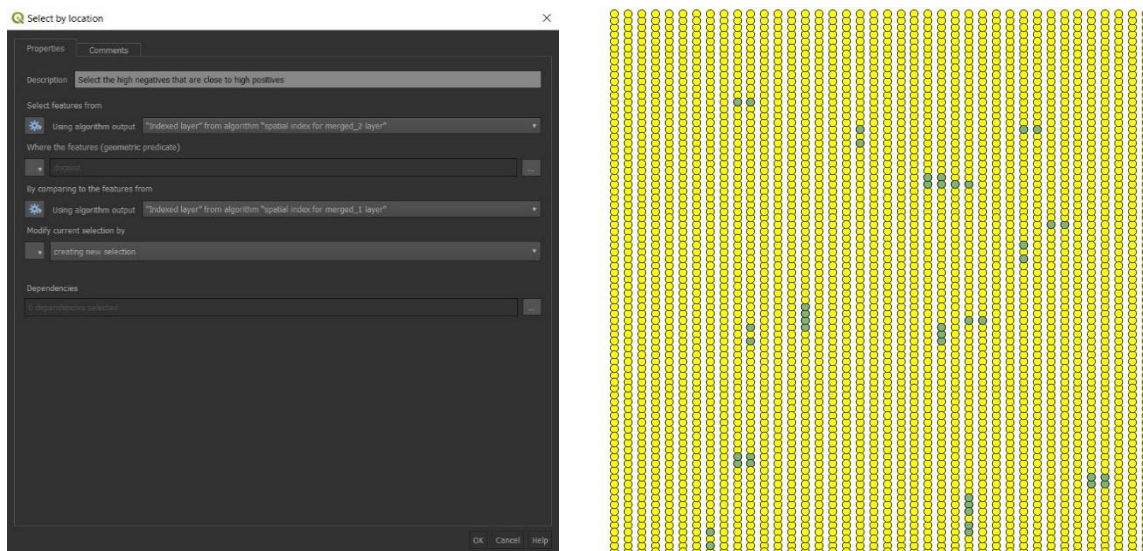 Select by location
Properties
Comments
Description Select the high negatives that are close to high positives
Select features from
Using algorithm output "Indexed layer" from algorithm "spatial index for merged_2 layer"
Where the features (geometric predicate)
disjoint
...
By comparing to the features from
Using algorithm output "Indexed layer" from algorithm "spatial index for merged_1 layer"
Modify current selection by
creating new selection
Dependencies
0 dependencies selected
...
OK Cancel Help